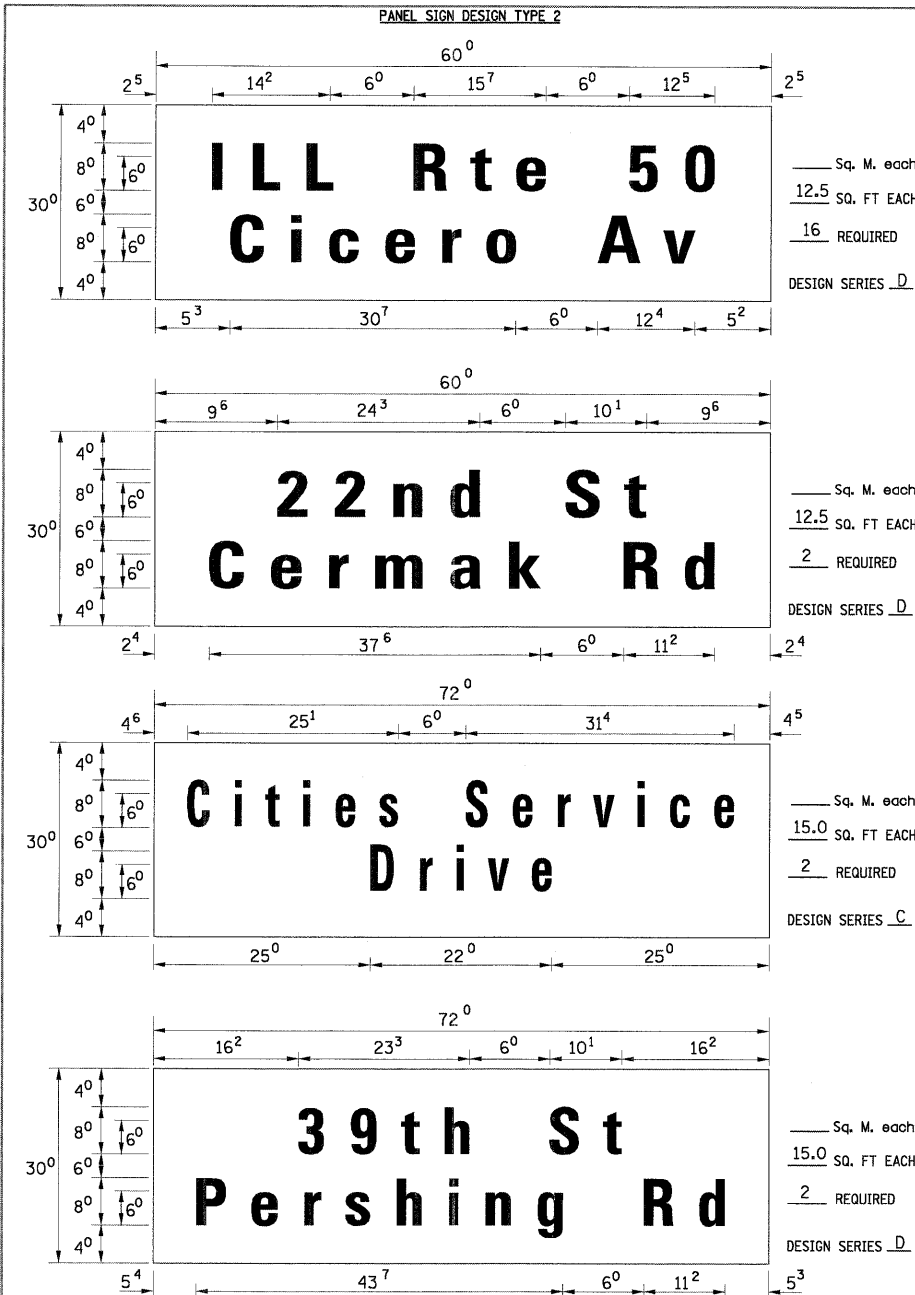 PANEL SIGN DESIGN TYPE 2
60⁰
2⁵ 14² 6⁰ 15⁷ 6⁰ 12⁵ 2⁵
30⁰
4⁰
8⁰ 6⁰
6⁰
8⁰ 6⁰
4⁰
ILL Rte 50
Cicero Av
Sq. M. each
12.5 SQ. FT EACH
16 REQUIRED
DESIGN SERIES D
5³ 30⁷ 6⁰ 12⁴ 5²
60⁰
9⁶ 24³ 6⁰ 10¹ 9⁶
30⁰
4⁰
8⁰ 6⁰
6⁰
8⁰ 6⁰
4⁰
22nd St
Cermak Rd
Sq. M. each
12.5 SQ. FT EACH
2 REQUIRED
DESIGN SERIES D
2⁴ 37⁶ 6⁰ 11² 2⁴
72⁰
4⁶ 25¹ 6⁰ 31⁴ 4⁵
30⁰
4⁰
8⁰ 6⁰
6⁰
8⁰ 6⁰
4⁰
Cities Service
Drive
Sq. M. each
15.0 SQ. FT EACH
2 REQUIRED
DESIGN SERIES C
25⁰ 22⁰ 25⁰
72⁰
16² 23³ 6⁰ 10¹ 16²
30⁰
4⁰
8⁰ 6⁰
6⁰
8⁰ 6⁰
4⁰
39th St
Pershing Rd
Sq. M. each
15.0 SQ. FT EACH
2 REQUIRED
DESIGN SERIES D
5⁴ 43⁷ 6⁰ 11² 5³